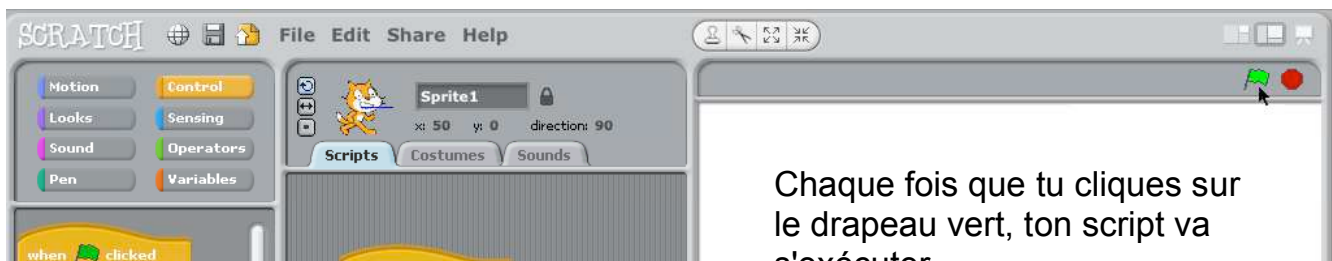 SCRATCH File Edit Share Help
Motion Control
Looks Sensing
Sound Operators
Pen Variables
Sprite1
x: 50 y: 0 direction: 90
Scripts Costumes Sounds
when clicked
Chaque fois que tu cliques sur
le drapeau vert, ton script va
s'exécuter